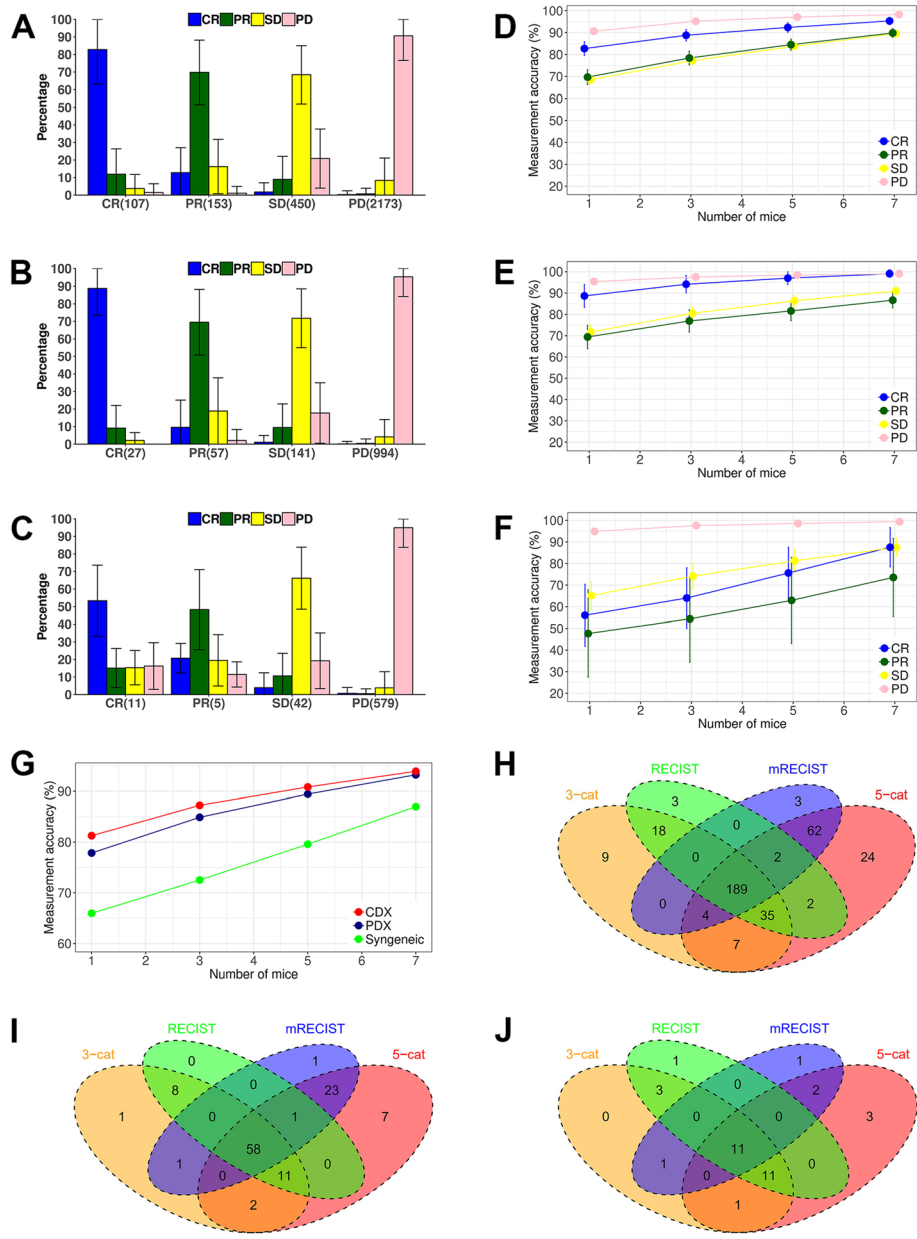 A
CR PR SD PD
Percentage
100
90
80
70
60
50
40
30
20
10
0
CR(107) PR(153) SD(450) PD(2173)
D
Measurement accuracy (%)
100
90
80
70
60
50
40
30
20
1 2 3 4 5 6 7
Number of mice
CR
PR
SD
PD
B
CR PR SD PD
Percentage
100
90
80
70
60
50
40
30
20
10
0
CR(27) PR(57) SD(141) PD(994)
E
Measurement accuracy (%)
100
90
80
70
60
50
40
30
20
1 2 3 4 5 6 7
Number of mice
CR
PR
SD
PD
C
CR PR SD PD
Percentage
100
90
80
70
60
50
40
30
20
10
0
CR(11) PR(5) SD(42) PD(579)
F
Measurement accuracy (%)
100
90
80
70
60
50
40
30
20
1 2 3 4 5 6 7
Number of mice
CR
PR
SD
PD
G
Measurement accuracy (%)
90
80
70
60
1 2 3 4 5 6 7
Number of mice
CDX
PDX
Syngeneic
H
RECIST mRECIST
3−cat 5−cat
3 3
18 0 62
9 0 2 24
189
0 4 35 2
7
I
RECIST mRECIST
3−cat 5−cat
0 1
8 0 23
1 0 1 7
58
1 0 11 0
2
J
RECIST mRECIST
3−cat 5−cat
1 1
3 0 2
0 0 0 3
11
1 0 11 0
1